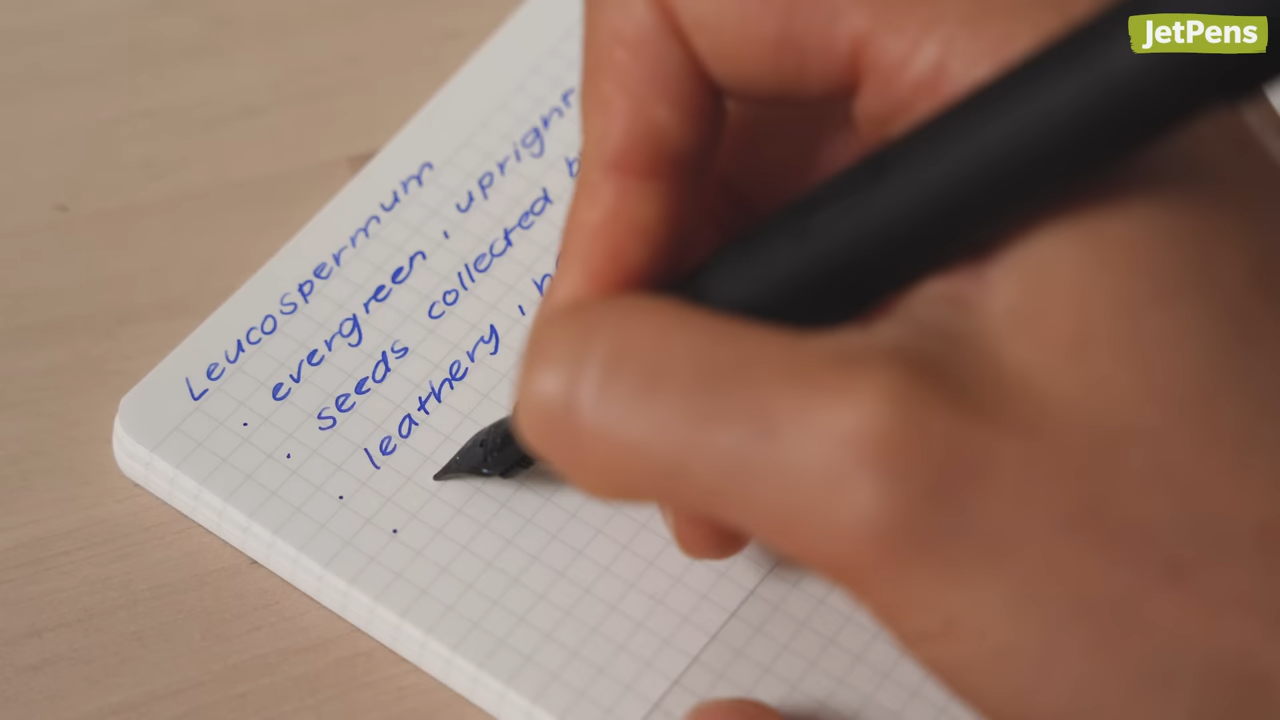 JetPens
Leucospermum
· evergreen, upright
· seeds collected b
· leathery, h
·